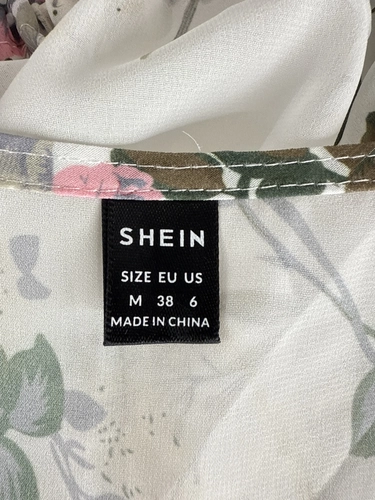 SHEIN
SIZE EU US
M 38 6
MADE IN CHINA